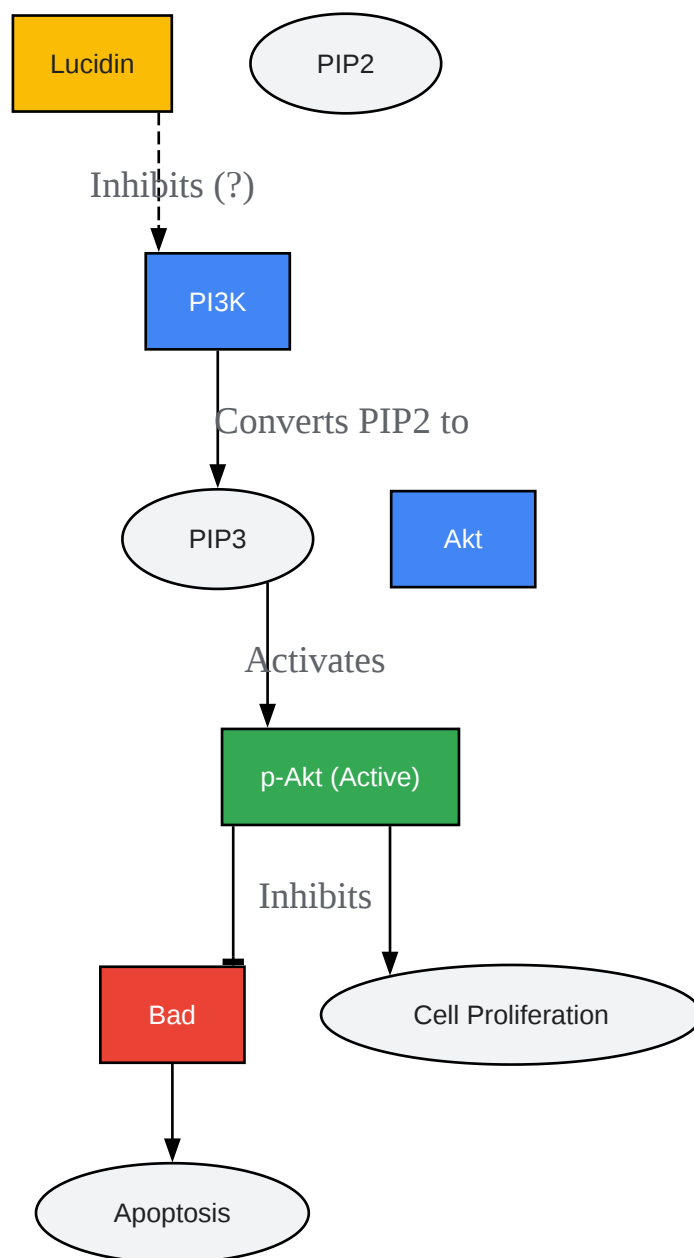 Lucidin
PIP2
Inhibits (?)
PI3K
Converts PIP2 to
PIP3
Akt
Activates
p-Akt (Active)
Inhibits
Bad
Cell Proliferation
Apoptosis